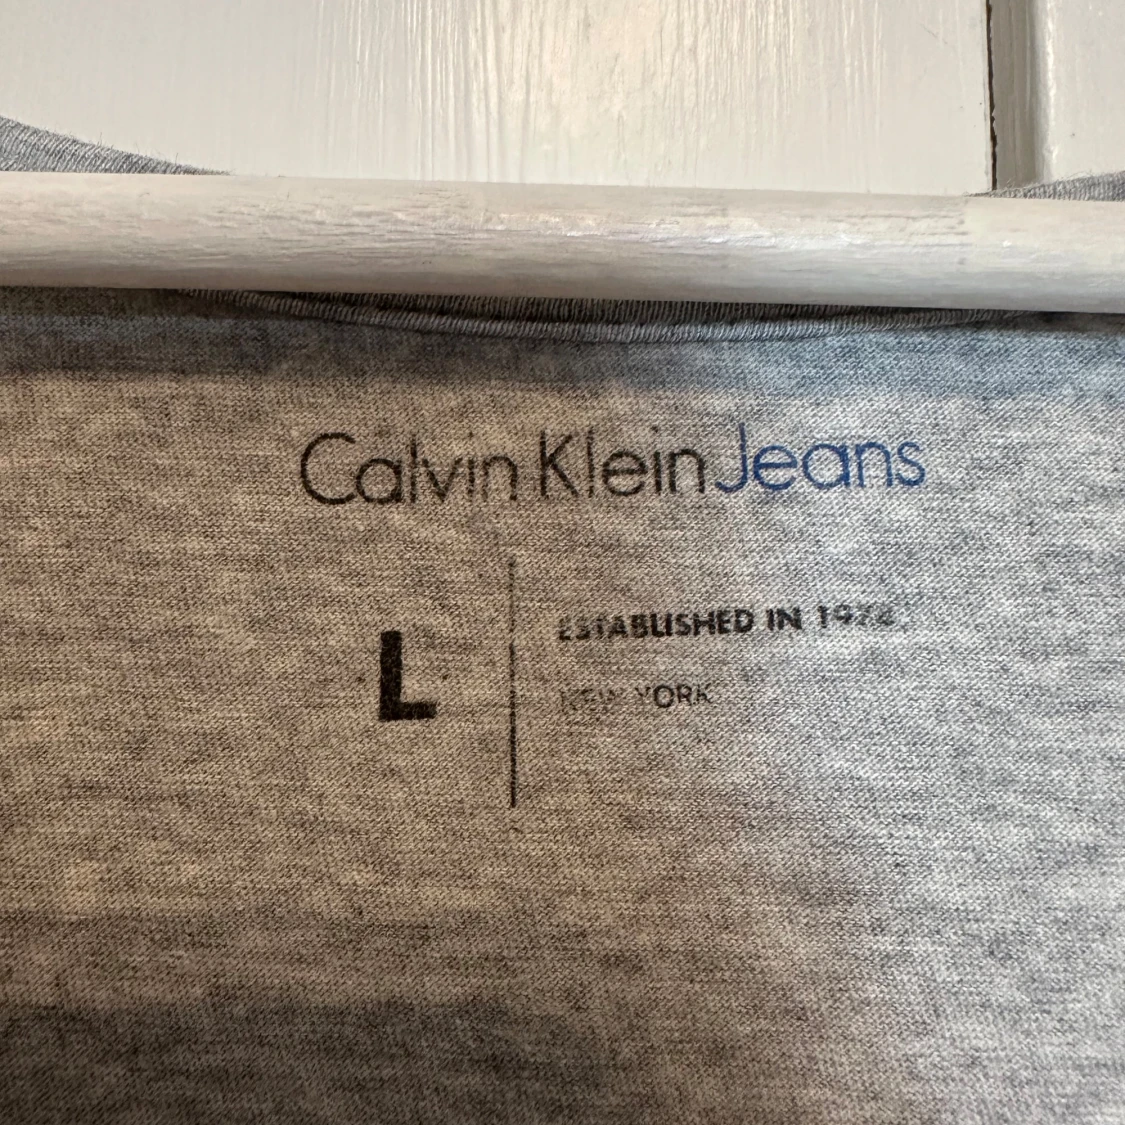 Calvin Klein Jeans
L
ESTABLISHED IN 1978
NEW YORK